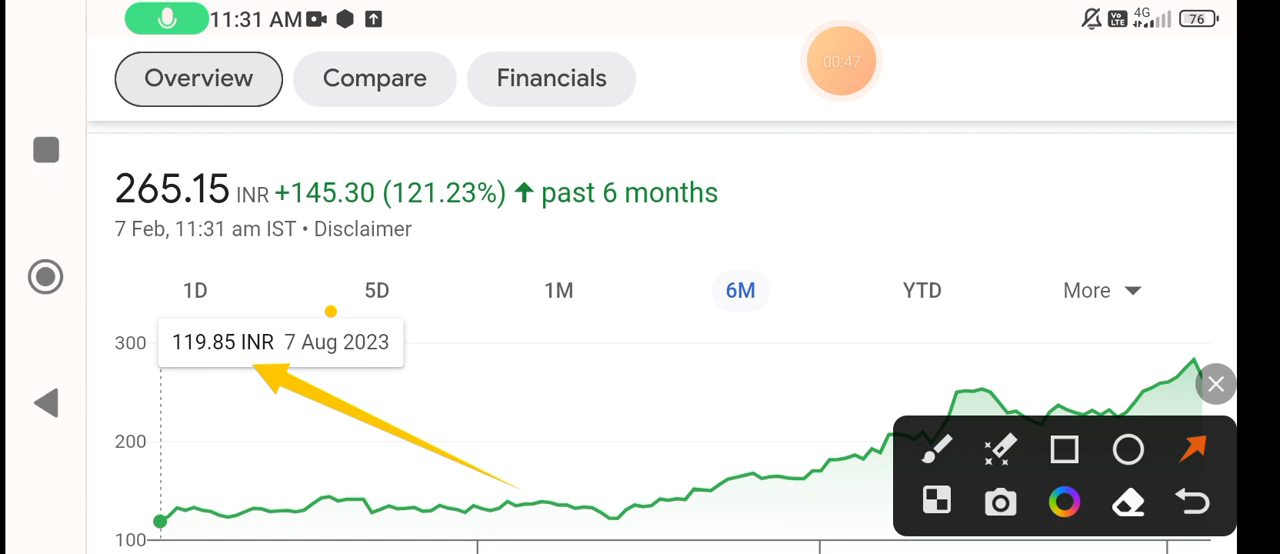 11:31 AM
Vo LTE 4G 76
Overview Compare Financials
00:47
265.15 INR +145.30 (121.23%) ↑ past 6 months
7 Feb, 11:31 am IST • Disclaimer
1D 5D 1M 6M YTD More
119.85 INR 7 Aug 2023
300
200
100